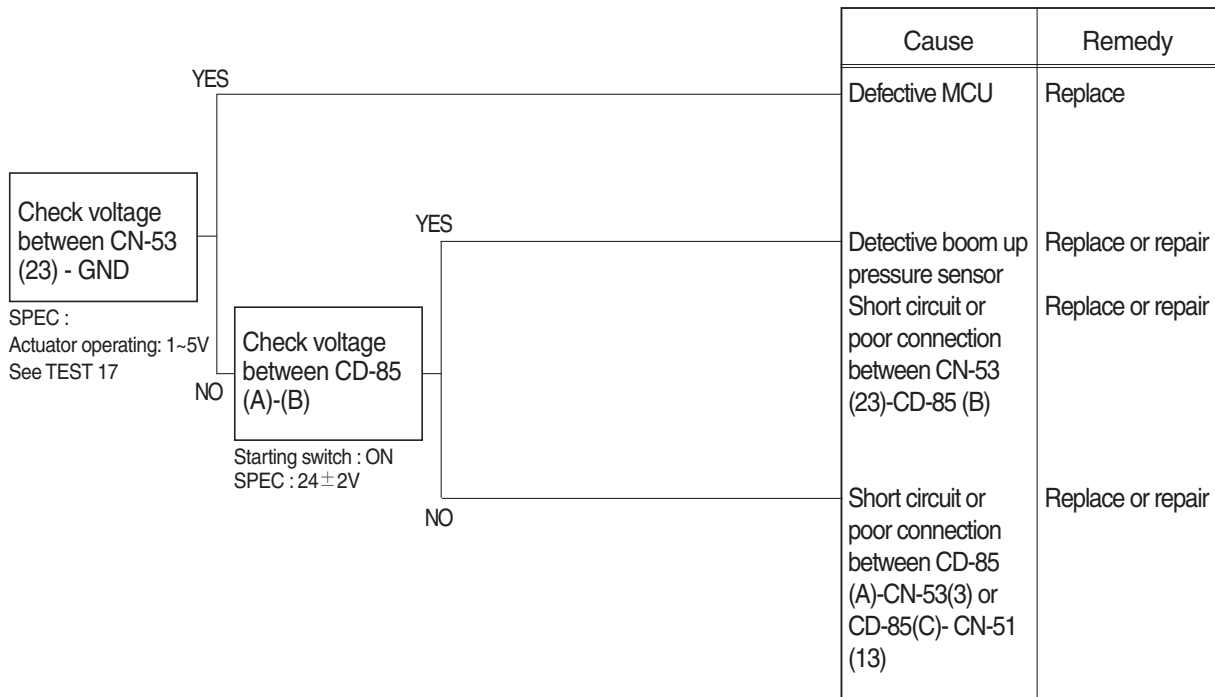 Cause
Remedy
YES
Defective MCU
Replace
Check voltage
between CN-53
(23) - GND
SPEC :
Actuator operating: 1~5V
See TEST 17
NO
YES
Detective boom up
pressure sensor
Replace or repair
Short circuit or
poor connection
between CN-53
(23)-CD-85 (B)
Replace or repair
Check voltage
between CD-85
(A)-(B)
Starting switch : ON
SPEC : 24±2V
NO
Short circuit or
poor connection
between CD-85
(A)-CN-53(3) or
CD-85(C)- CN-51
(13)
Replace or repair